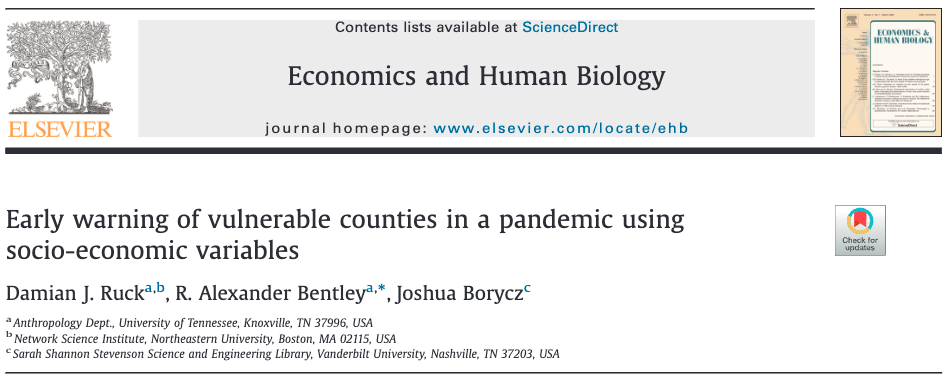 Contents lists available at ScienceDirect
Economics and Human Biology
journal homepage: www.elsevier.com/locate/ehb
ELSEVIER
ECONOMICS &
HUMAN BIOLOGY
Early warning of vulnerable counties in a pandemic using
socio-economic variables
Check for
updates
Damian J. Ruck a,b, R. Alexander Bentley a,*, Joshua Borycz c
a Anthropology Dept., University of Tennessee, Knoxville, TN 37996, USA
b Network Science Institute, Northeastern University, Boston, MA 02115, USA
c Sarah Shannon Stevenson Science and Engineering Library, Vanderbilt University, Nashville, TN 37203, USA